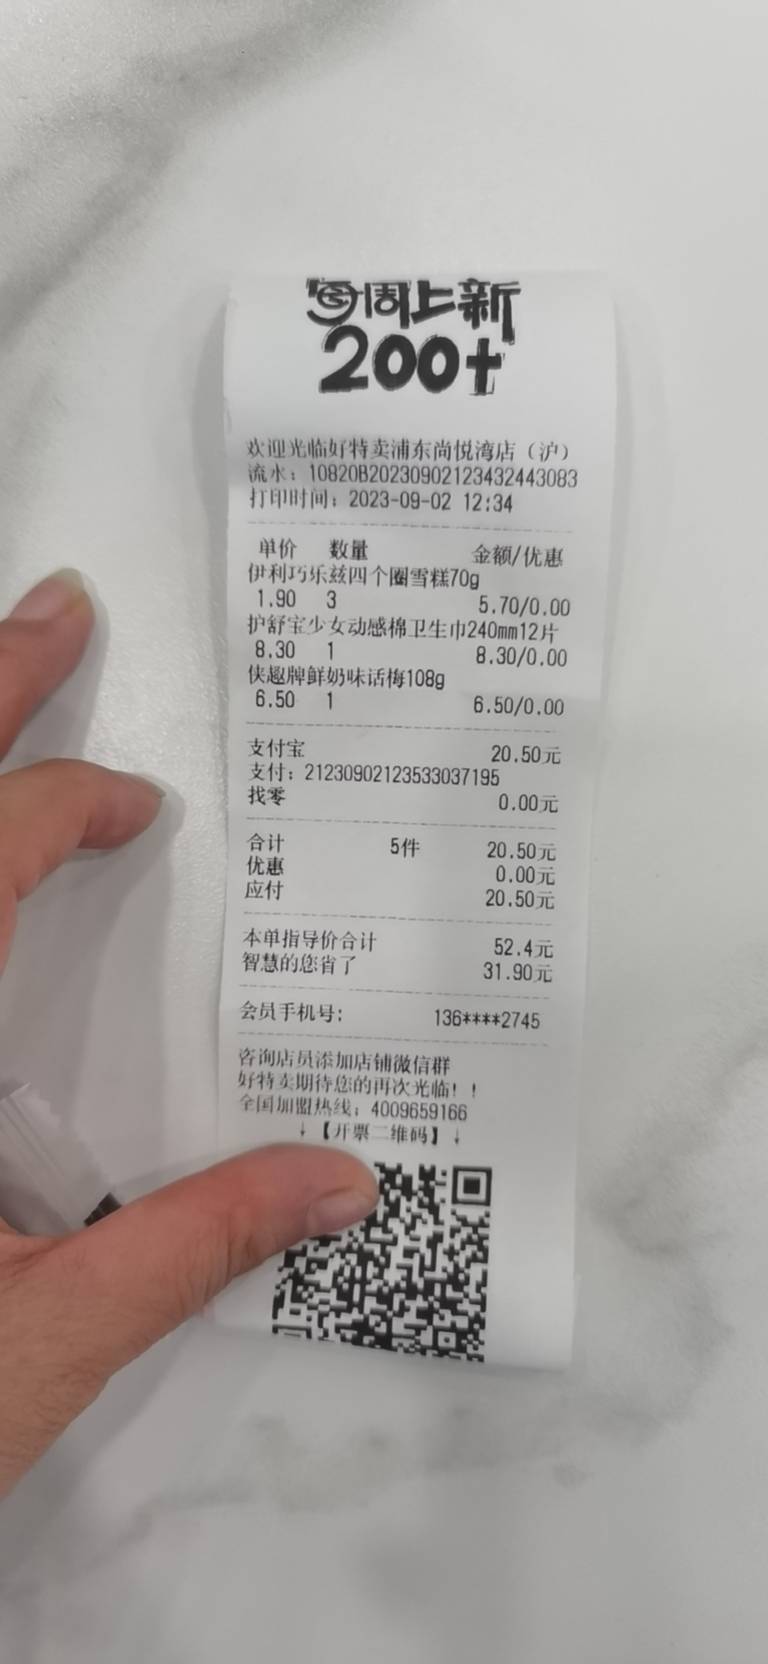 每周上新
200+
欢迎光临好特卖浦东尚悦湾店（沪）
流水：10820B20230902123432443083
打印时间：2023-09-02 12:34
单价 数量 金额/优惠
伊利巧乐兹四个圈雪糕70g
1.90 3 5.70/0.00
护舒宝少女动感棉卫生巾240mm12片
8.30 1 8.30/0.00
侠趣牌鲜奶味话梅108g
6.50 1 6.50/0.00
支付宝 20.50元
支付：21230902123533037195
找零 0.00元
合计 5件 20.50元
优惠 0.00元
应付 20.50元
本单指导价合计 52.4元
智慧的您省了 31.90元
会员手机号： 136****2745
咨询店员添加店铺微信群
好特卖期待您的再次光临！！
全国加盟热线：4009659166
↓【开票二维码】↓